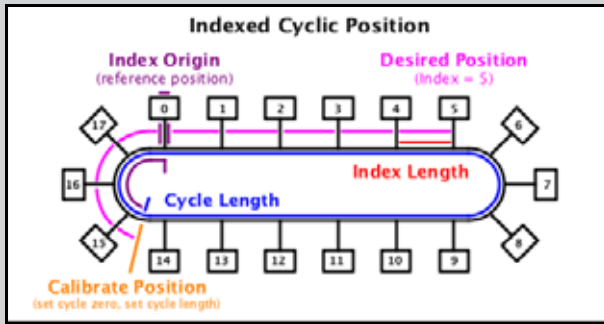 Indexed Cyclic Position
Index Origin
(reference position)
Desired Position
(Index = 5)
0
1
2
3
4
5
6
7
8
9
10
11
12
13
14
15
16
17
Index Length
Cycle Length
Calibrate Position
(set cycle zero, set cycle length)